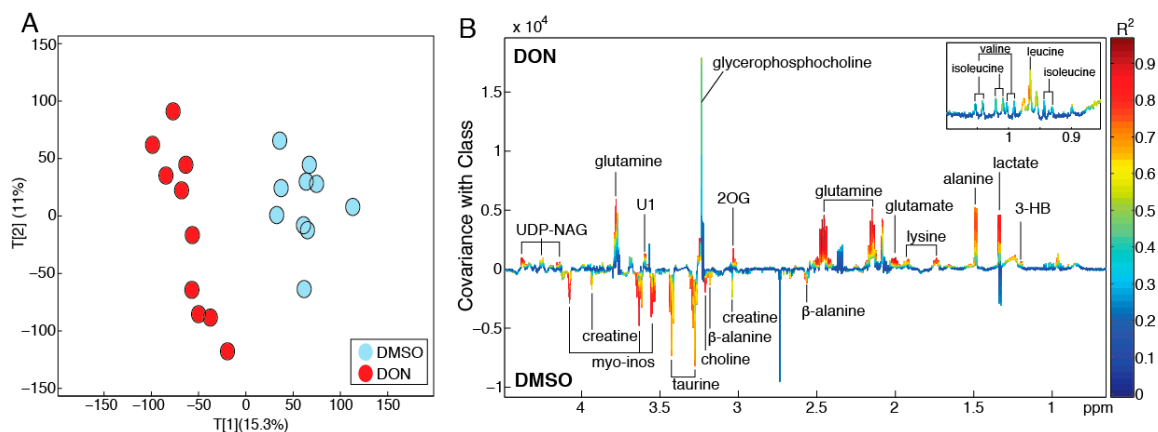 A
150
100
50
0
−50
−100
−150
T[2] (11%)
−150
−100
−50
0
50
100
150
T[1](15.3%)
DMSO
DON
B
x 10⁴
DON
1.5
1.0
0.5
0
−0.5
−1
Covariance with Class
DMSO
glycerophosphocholine
glutamine
U1
2OG
UDP-NAG
glutamine
glutamate
lysine
alanine
lactate
3-HB
creatine
myo-inos
taurine
choline
β-alanine
creatine
β-alanine
valine
leucine
isoleucine
isoleucine
1
0.9
4
3.5
3
2.5
2
1.5
1
ppm
R²
0.9
0.8
0.7
0.6
0.5
0.4
0.3
0.2
0.1
0